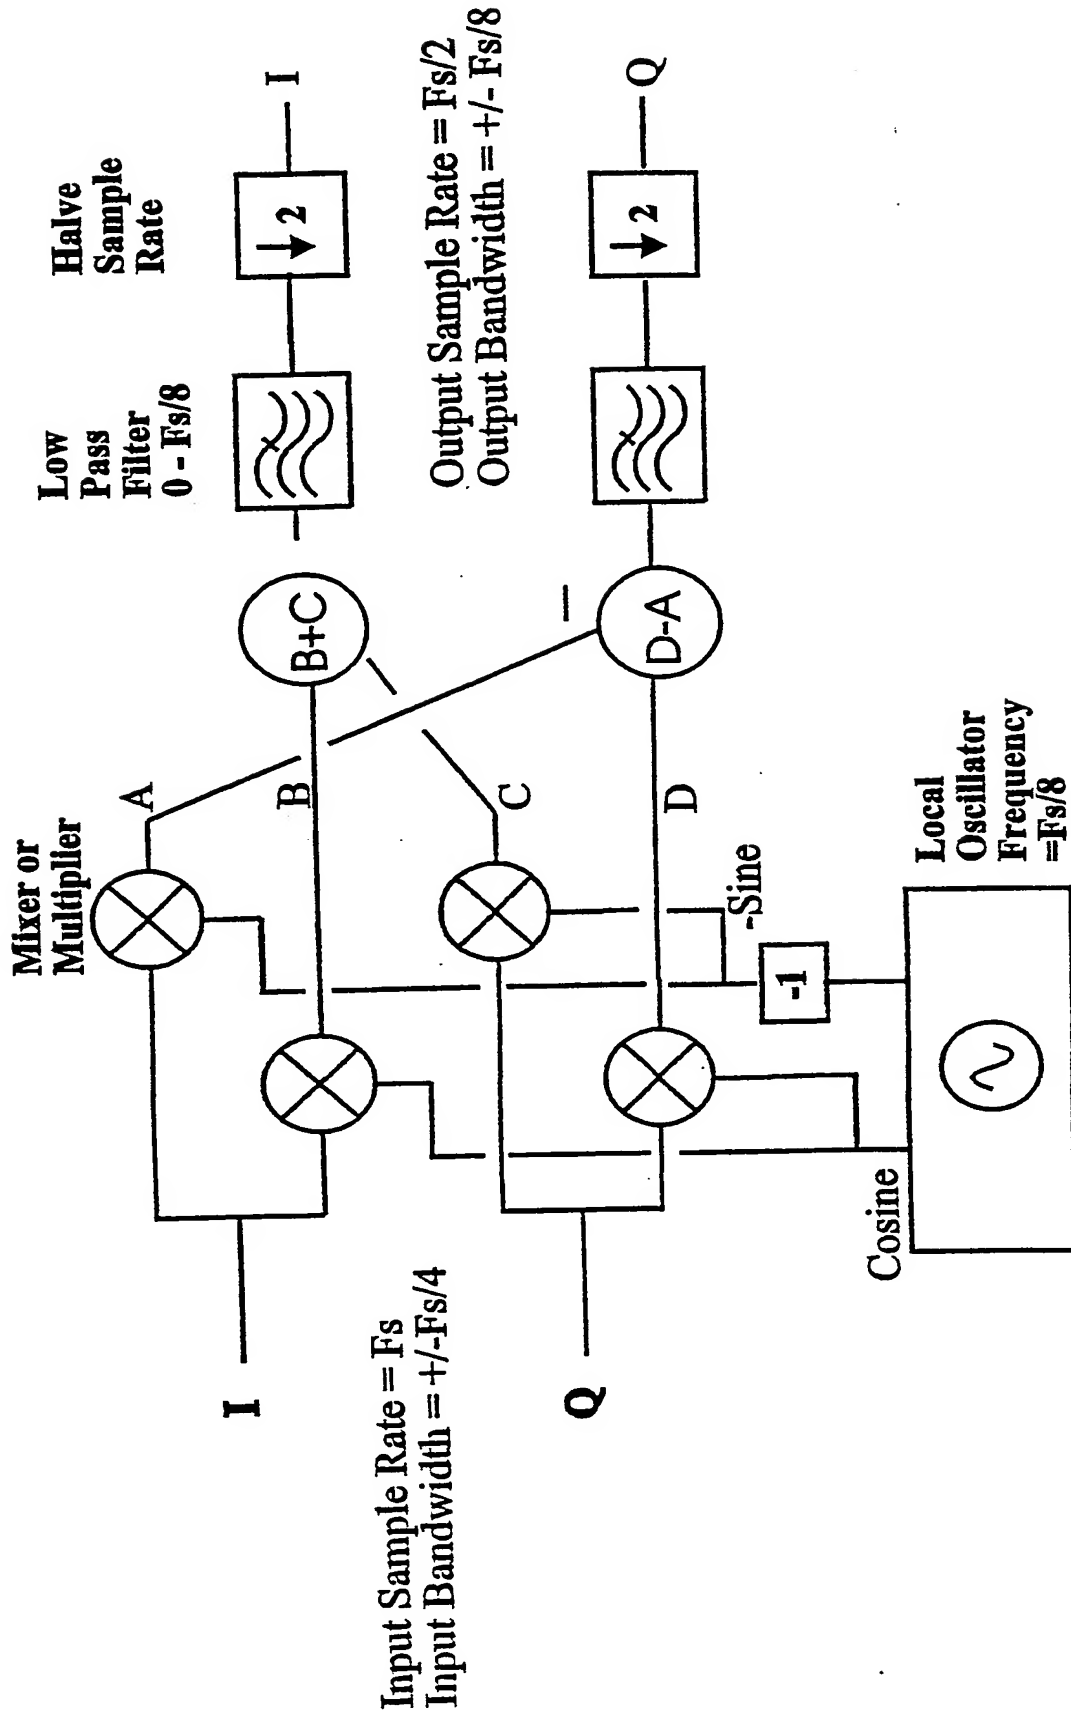 Mixer or
Multiplier
Low
Pass
Filter
0 - Fs/8
Halve
Sample
Rate
I
A
B
B+C
↓ 2
I
Input Sample Rate = Fs
Input Bandwidth = +/-Fs/4
Output Sample Rate = Fs/2
Output Bandwidth = +/- Fs/8
Q
C
D
D-A
↓ 2
Q
-Sine
-1
Cosine
Local
Oscillator
Frequency
=Fs/8